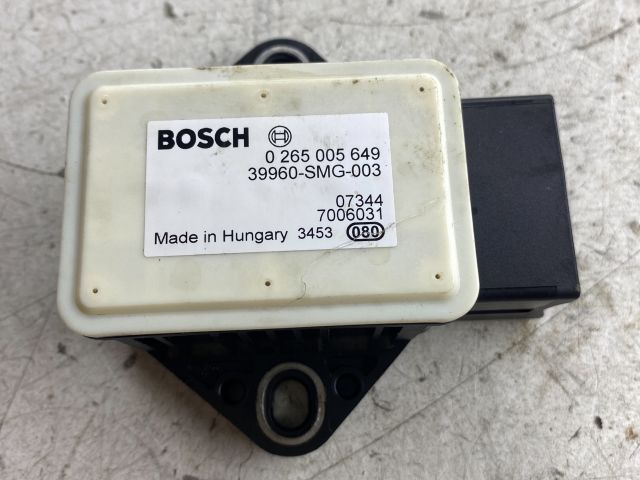 BOSCH
0 265 005 649
39960-SMG-003
07344
7006031
Made in Hungary 3453 080